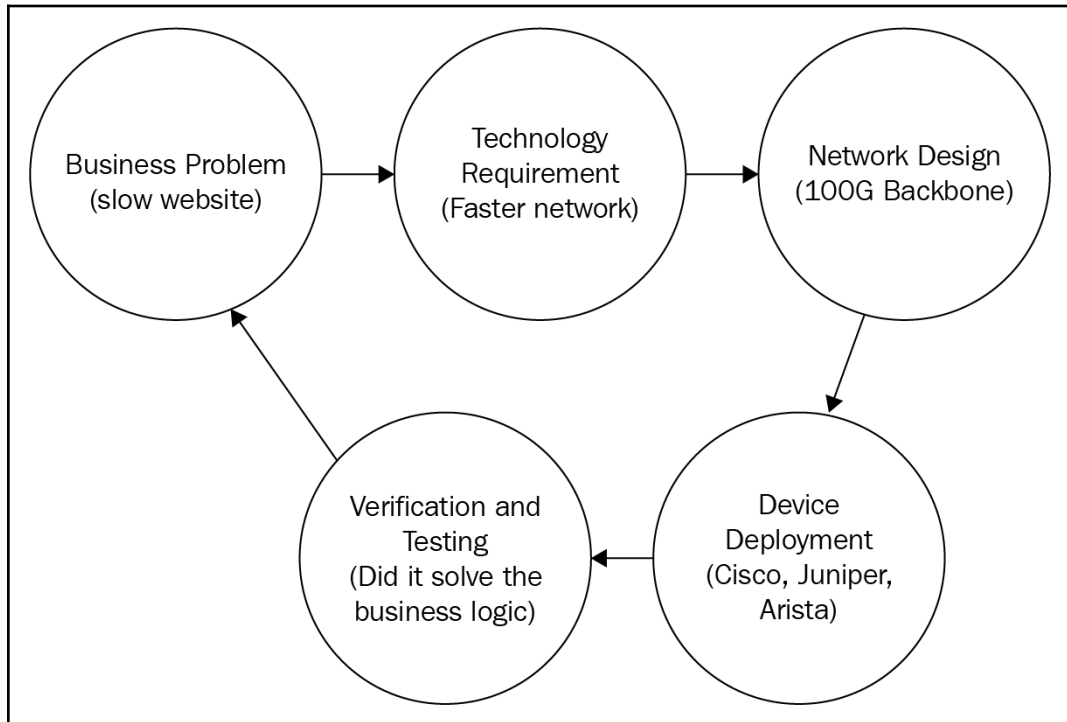 Business Problem
(slow website)
Technology
Requirement
(Faster network)
Network Design
(100G Backbone)
Device
Deployment
(Cisco, Juniper,
Arista)
Verification and
Testing
(Did it solve the
business logic)